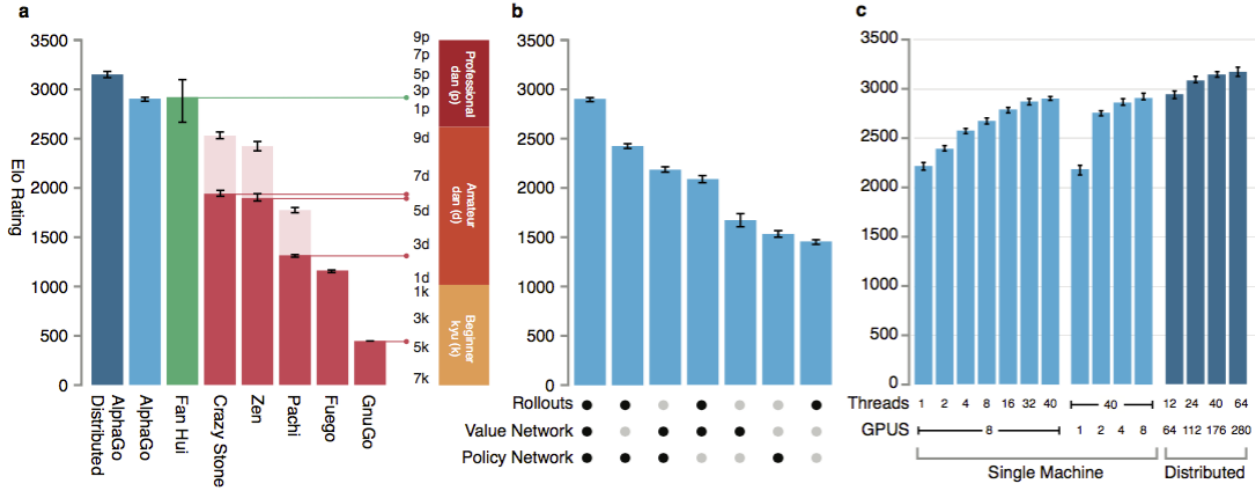 a
3500
3000
2500
2000
1500
1000
500
0
Elo Rating
Distributed AlphaGo
AlphaGo
Fan Hui
Crazy Stone
Zen
Pachi
Fuego
GnuGo
9p
7p
5p
3p
1p
9d
7d
5d
3d
1d
1k
3k
5k
7k
Professional
dan (p)
Amateur
dan (d)
Beginner
kyu (k)
b
3500
3000
2500
2000
1500
1000
500
0
Rollouts
Value Network
Policy Network
c
3500
3000
2500
2000
1500
1000
500
0
Threads 1 2 4 8 16 32 40 40 12 24 40 64
GPUS 8 1 2 4 8 64 112 176 280
Single Machine Distributed